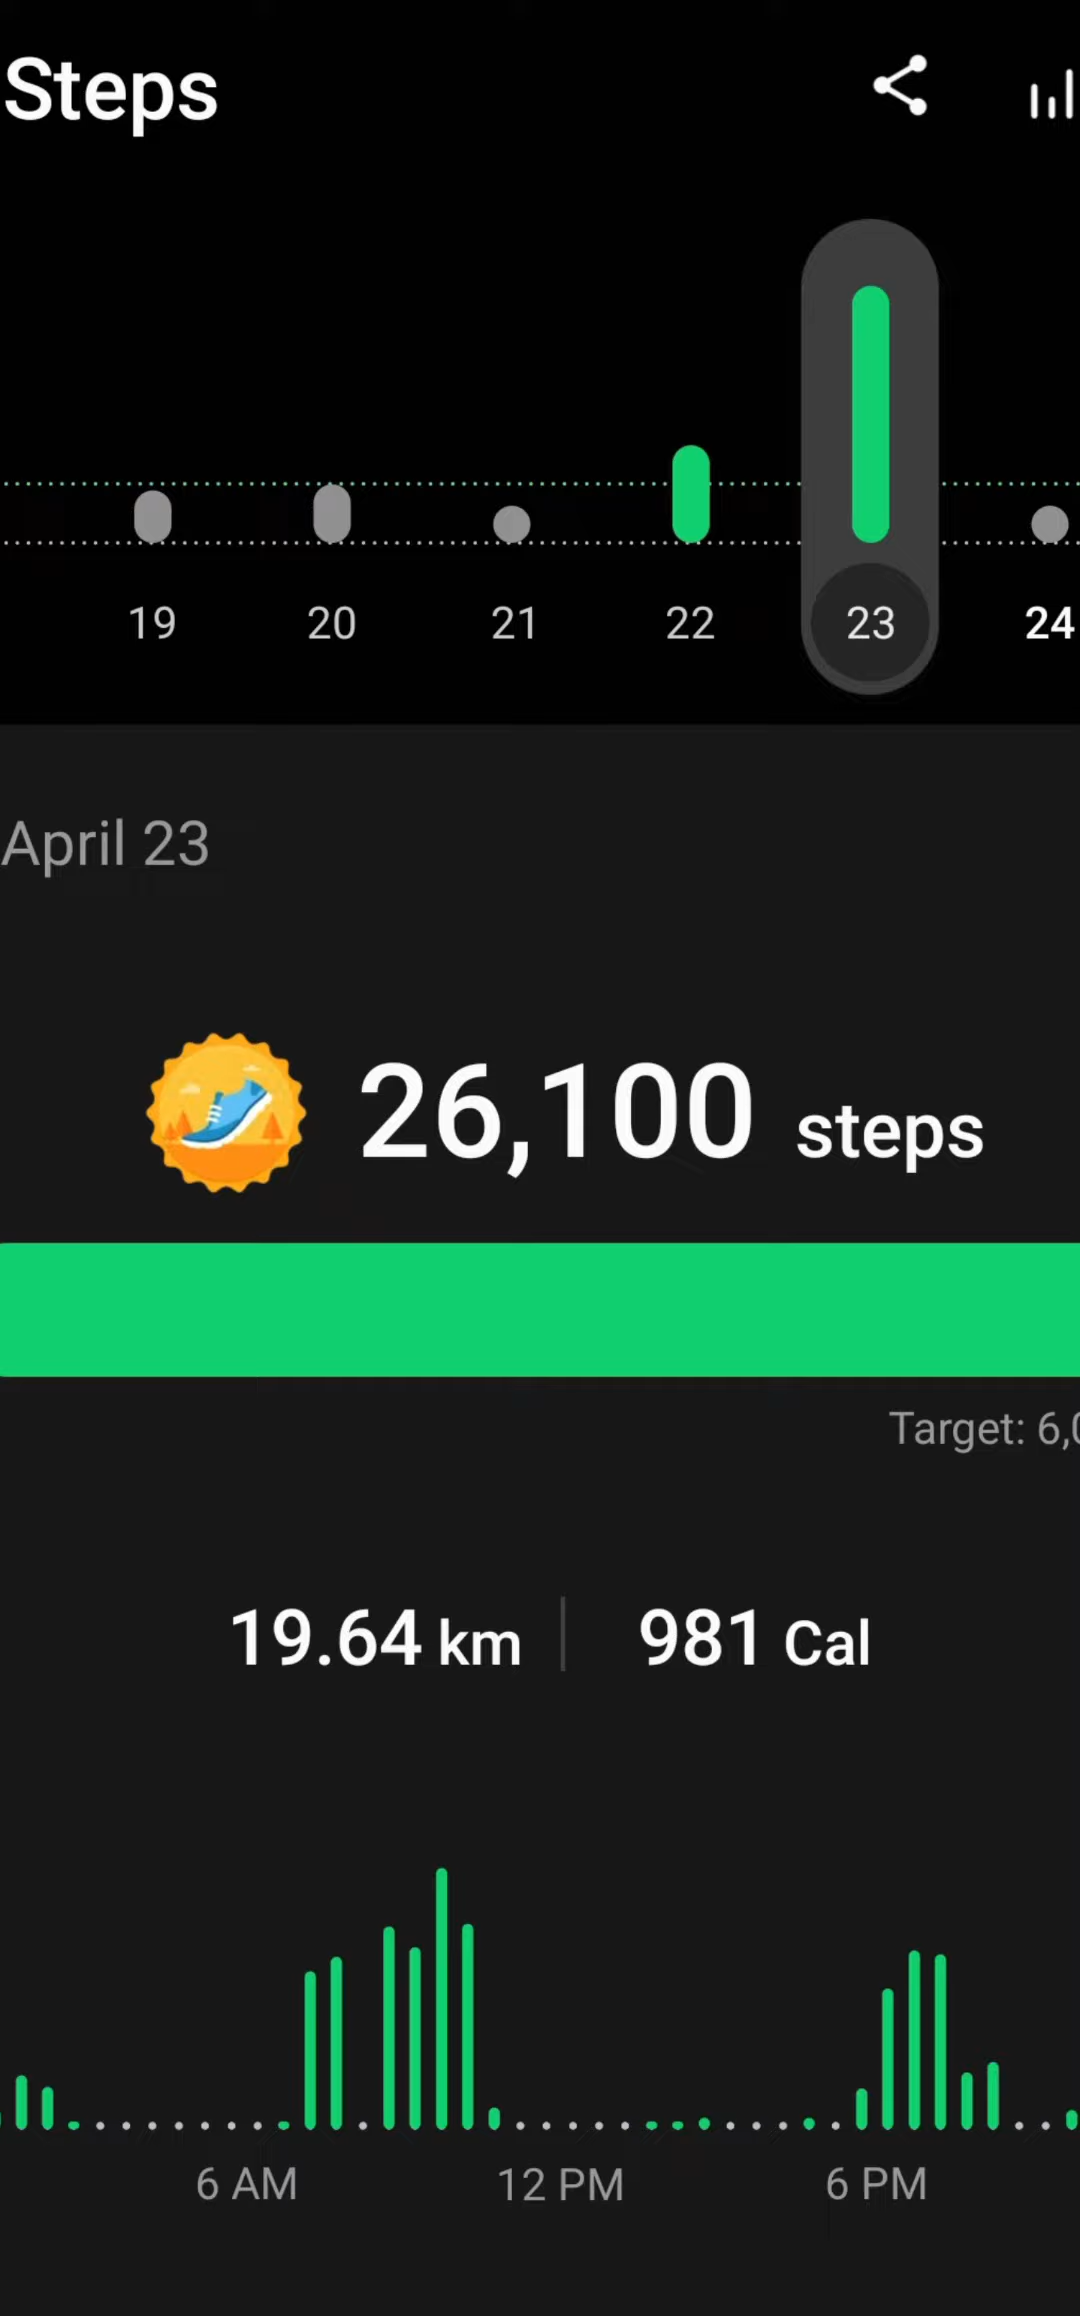 Steps
19 20 21 22 23 24
April 23
26,100 steps
Target: 6,0
19.64 km 981 Cal
6 AM 12 PM 6 PM